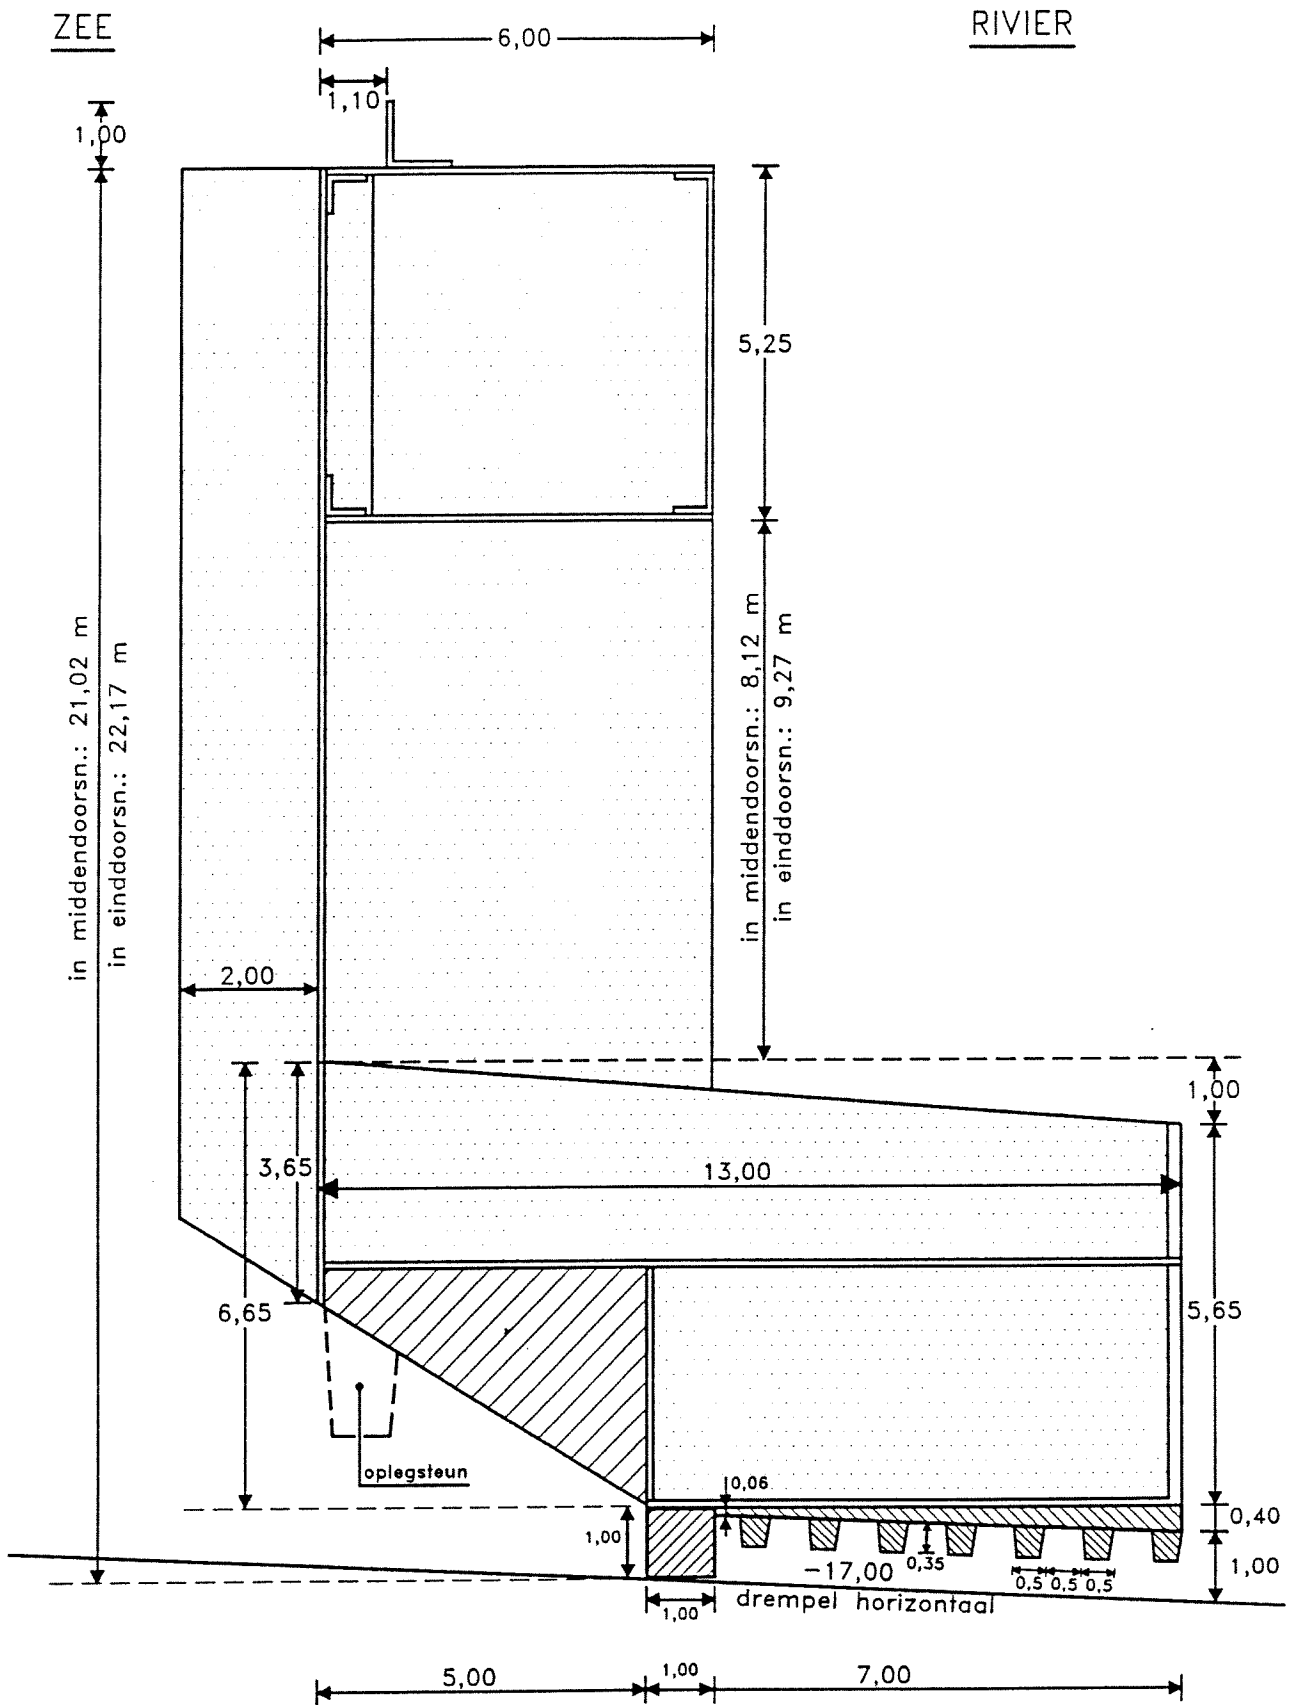 ZEE
RIVIER
6,00
1,10
1,00
5,25
in middendoorsn.: 21,02 m
in einddoorsn.: 22,17 m
in middendoorsn.: 8,12 m
in einddoorsn.: 9,27 m
2,00
1,00
3,65
13,00
6,65
5,65
oplegsteun
0,06
0,40
1,00
0,35
-17,00
0,5 0,5 0,5
1,00
drempel horizontaal
1,00
5,00
1,00
7,00